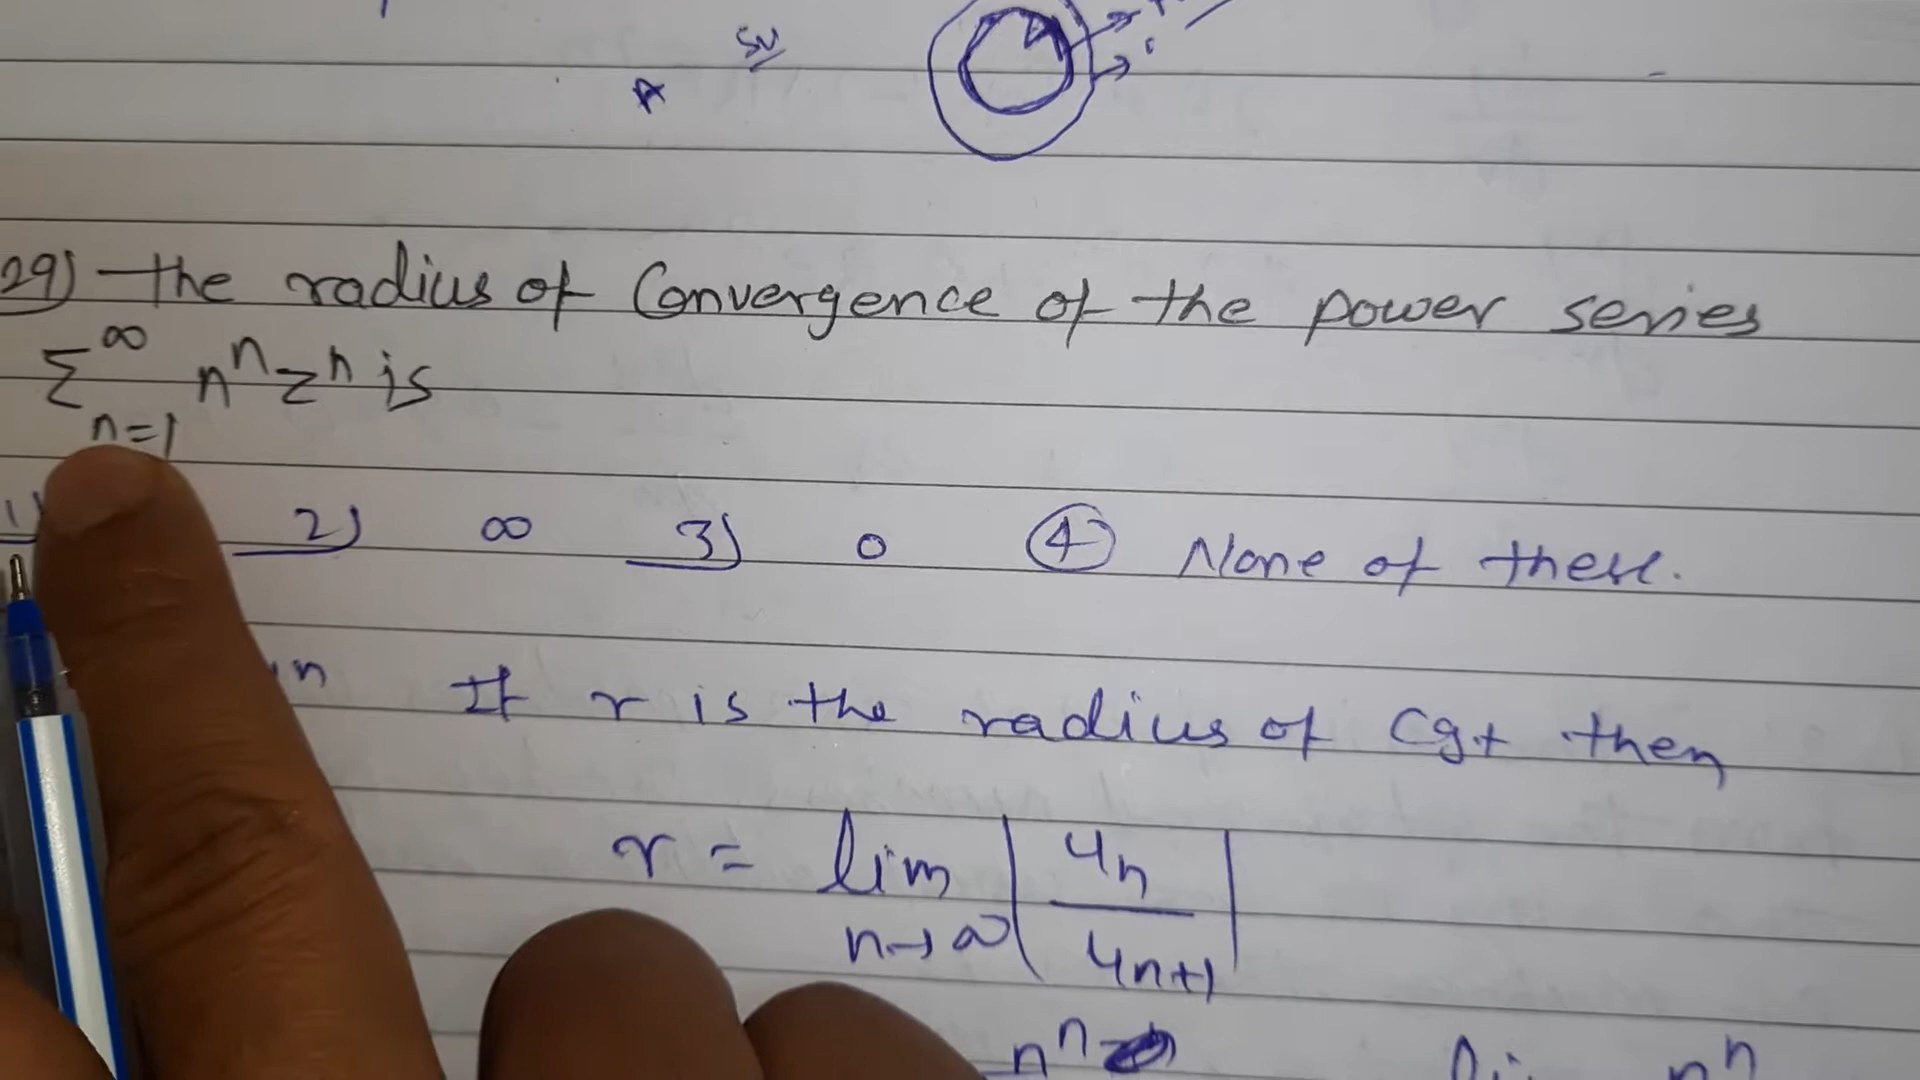 29) the radius of Convergence of the power series
∑^∞_{n=1} n^n z^n is
1) 2) ∞ 3) 0 4) None of these.
n If r is the radius of cgt then
r = lim_{n→∞} | u_n / u_{n+1} |
n^n n^n